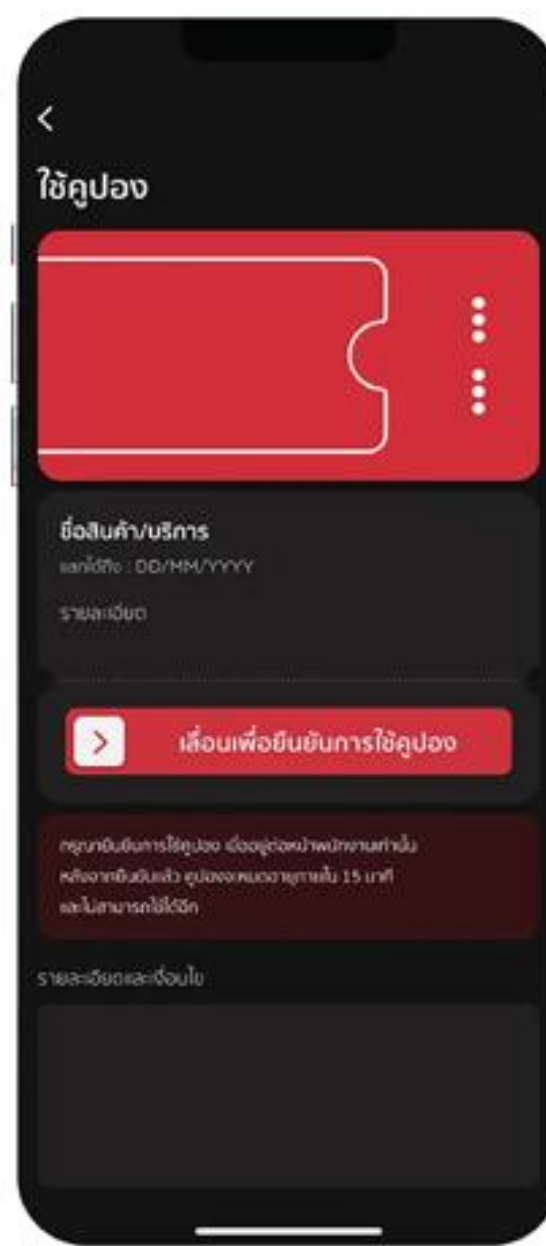 ใช้คูปอง
ชื่อสินค้า/บริการ
แลกได้ถึง : DD/MM/YYYY
รายละเอียด
เลื่อนเพื่อยืนยันการใช้คูปอง
กรุณายืนยันการใช้คูปอง เมื่ออยู่ต่อหน้าพนักงานเท่านั้น
หลังจากยืนยันแล้ว คูปองจะหมดอายุภายใน 15 นาที
และไม่สามารถใช้ได้อีก
รายละเอียดและเงื่อนไข